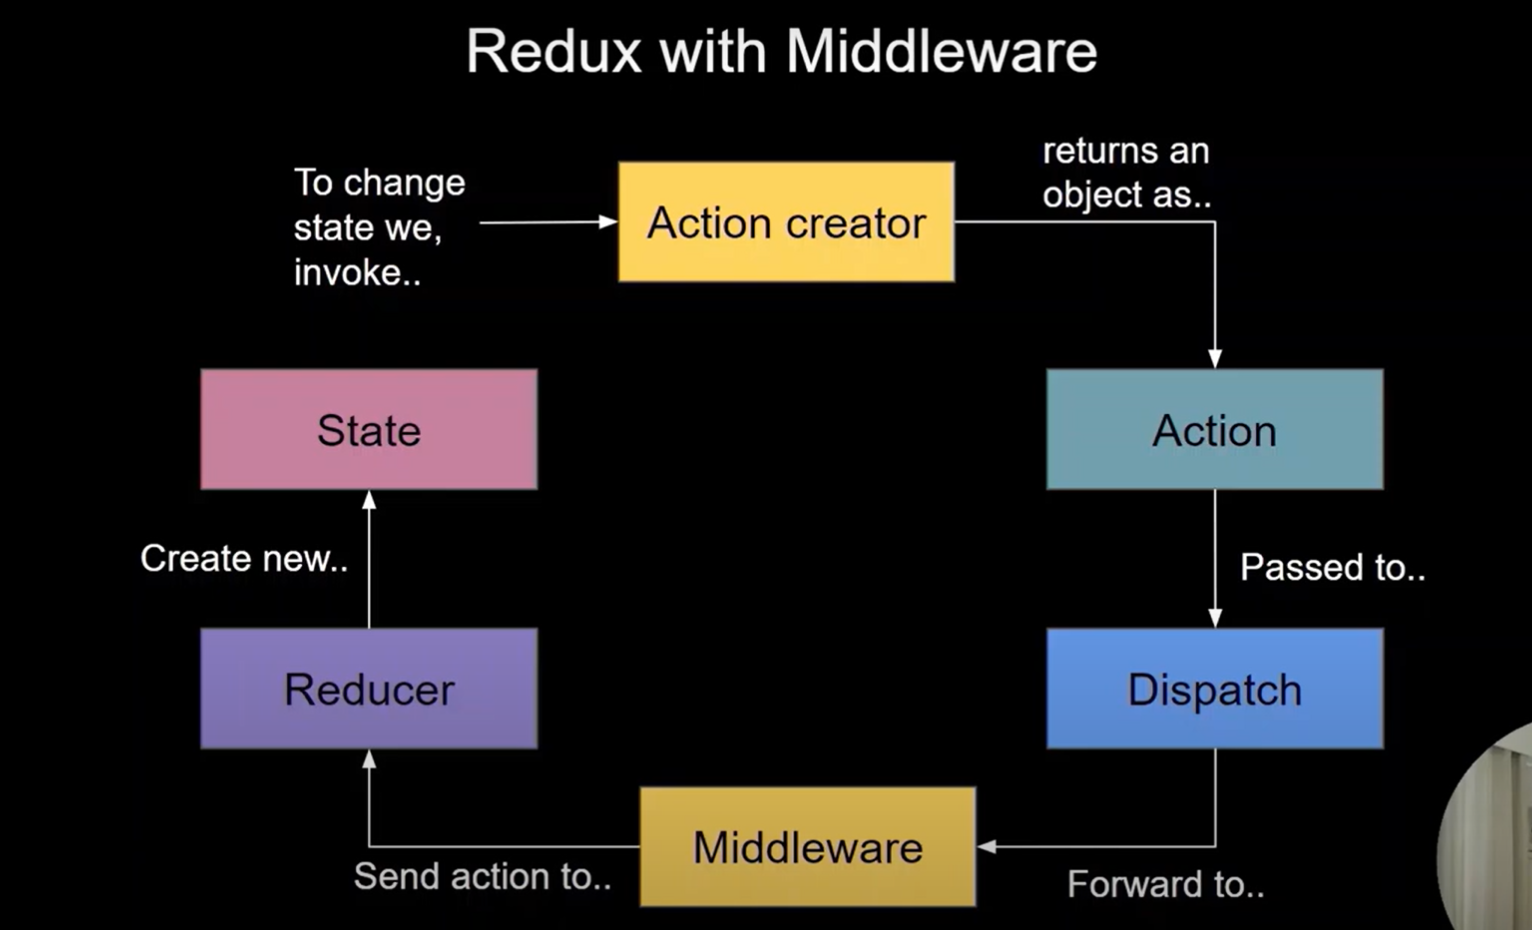 Redux with Middleware
To change
state we,
invoke..
Action creator
returns an
object as..
State
Action
Create new..
Passed to..
Reducer
Dispatch
Middleware
Send action to..
Forward to..